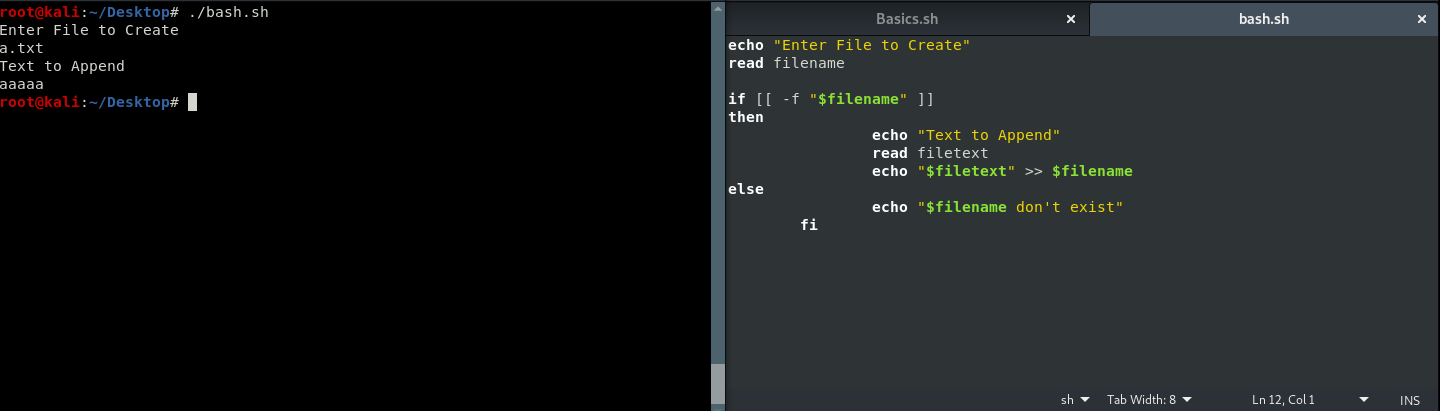 root@kali:~/Desktop# ./bash.sh
Enter File to Create
a.txt
Text to Append
aaaaa
root@kali:~/Desktop#
Basics.sh × bash.sh ×
echo "Enter File to Create"
read filename
if [[ -f "$filename" ]]
then
echo "Text to Append"
read filetext
echo "$filetext" >> $filename
else
echo "$filename don't exist"
fi
sh Tab Width: 8 Ln 12, Col 1 INS